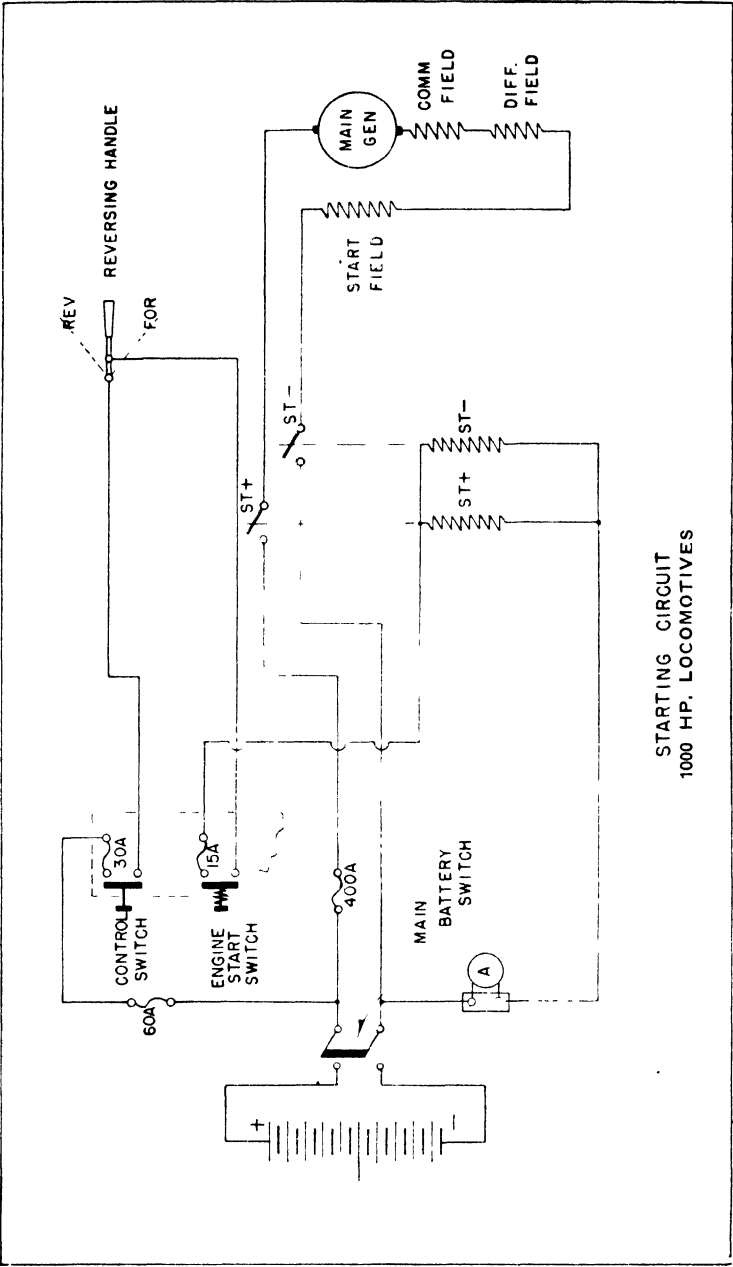 REVERSING HANDLE
REV
FOR
COMM
FIELD
DIFF.
FIELD
MAIN
GEN
START
FIELD
ST-
ST+
ST-
ST+
30A
CONTROL
SWITCH
15A
ENGINE
START
SWITCH
60A
400A
MAIN
BATTERY
SWITCH
A
+
-
STARTING CIRCUIT
1000 HP. LOCOMOTIVES